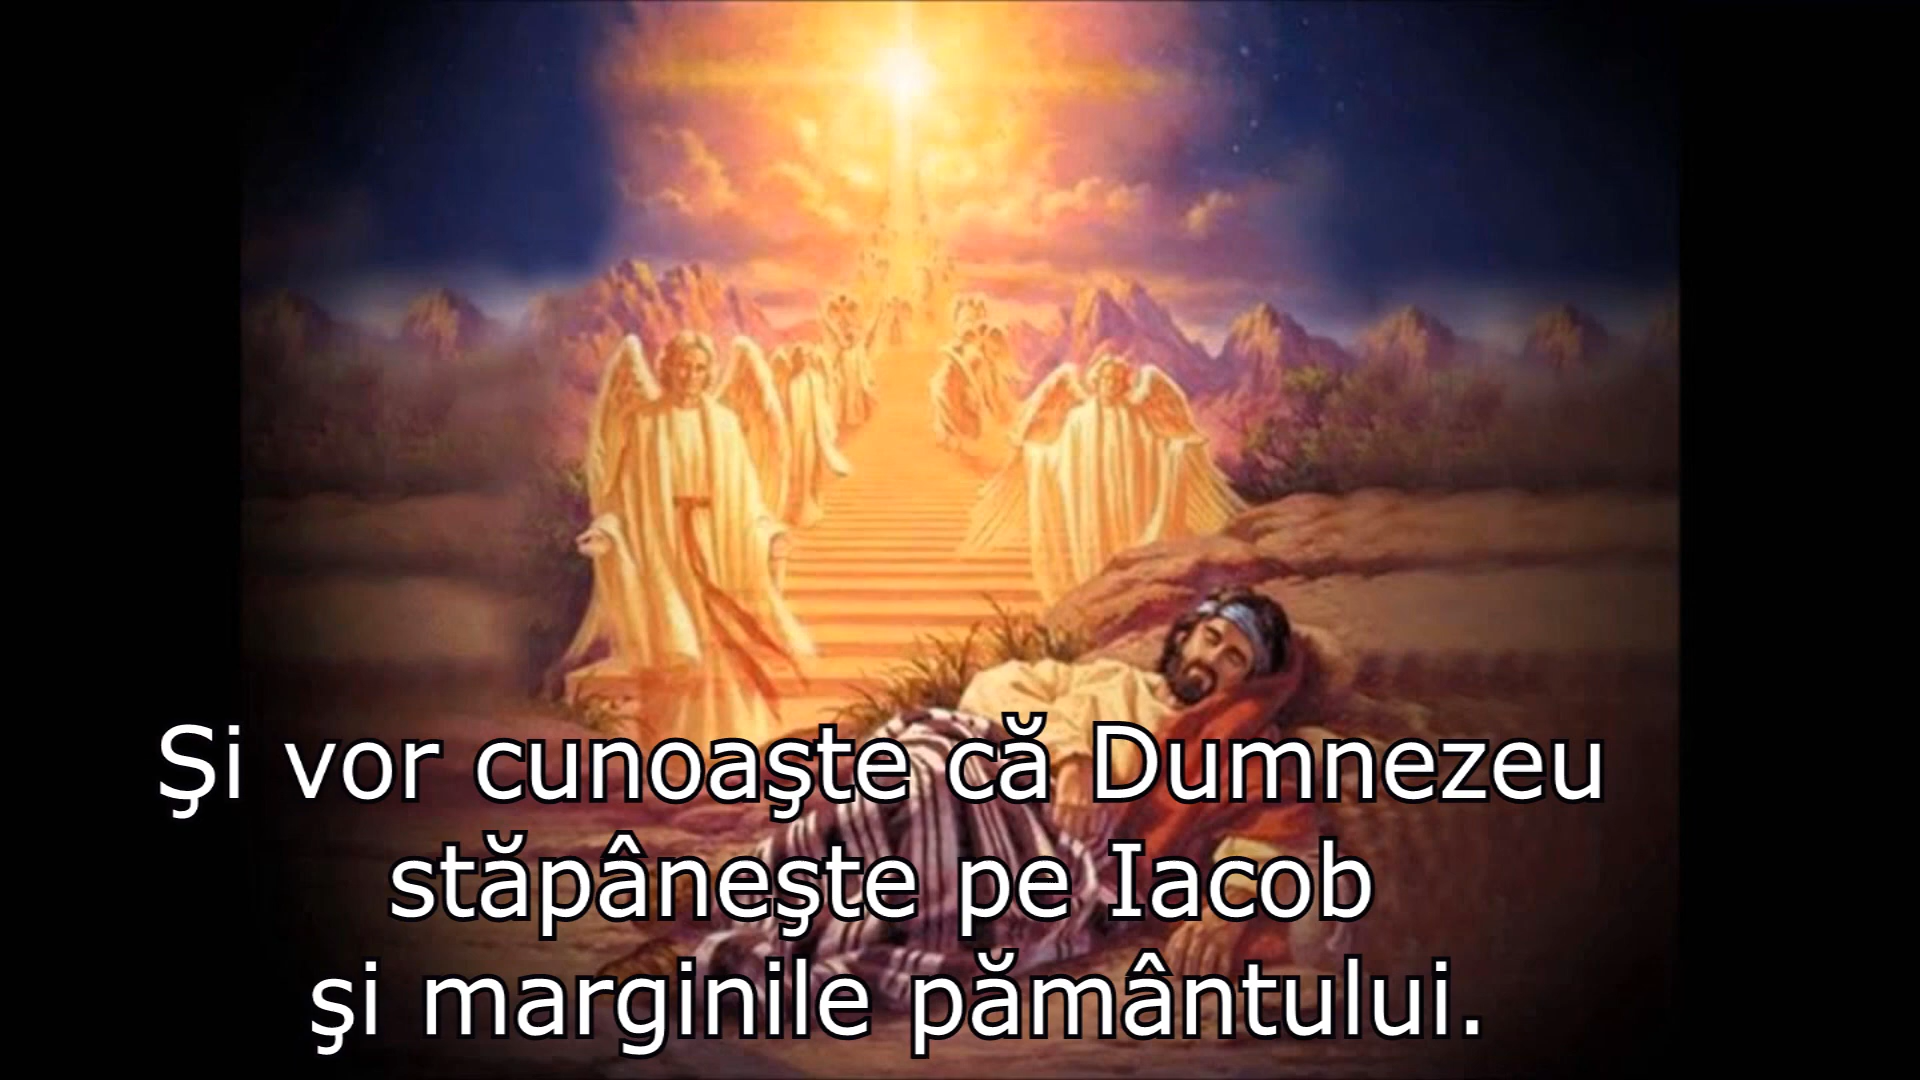 Şi vor cunoaşte că Dumnezeu
stăpâneşte pe Iacob
şi marginile pământului.